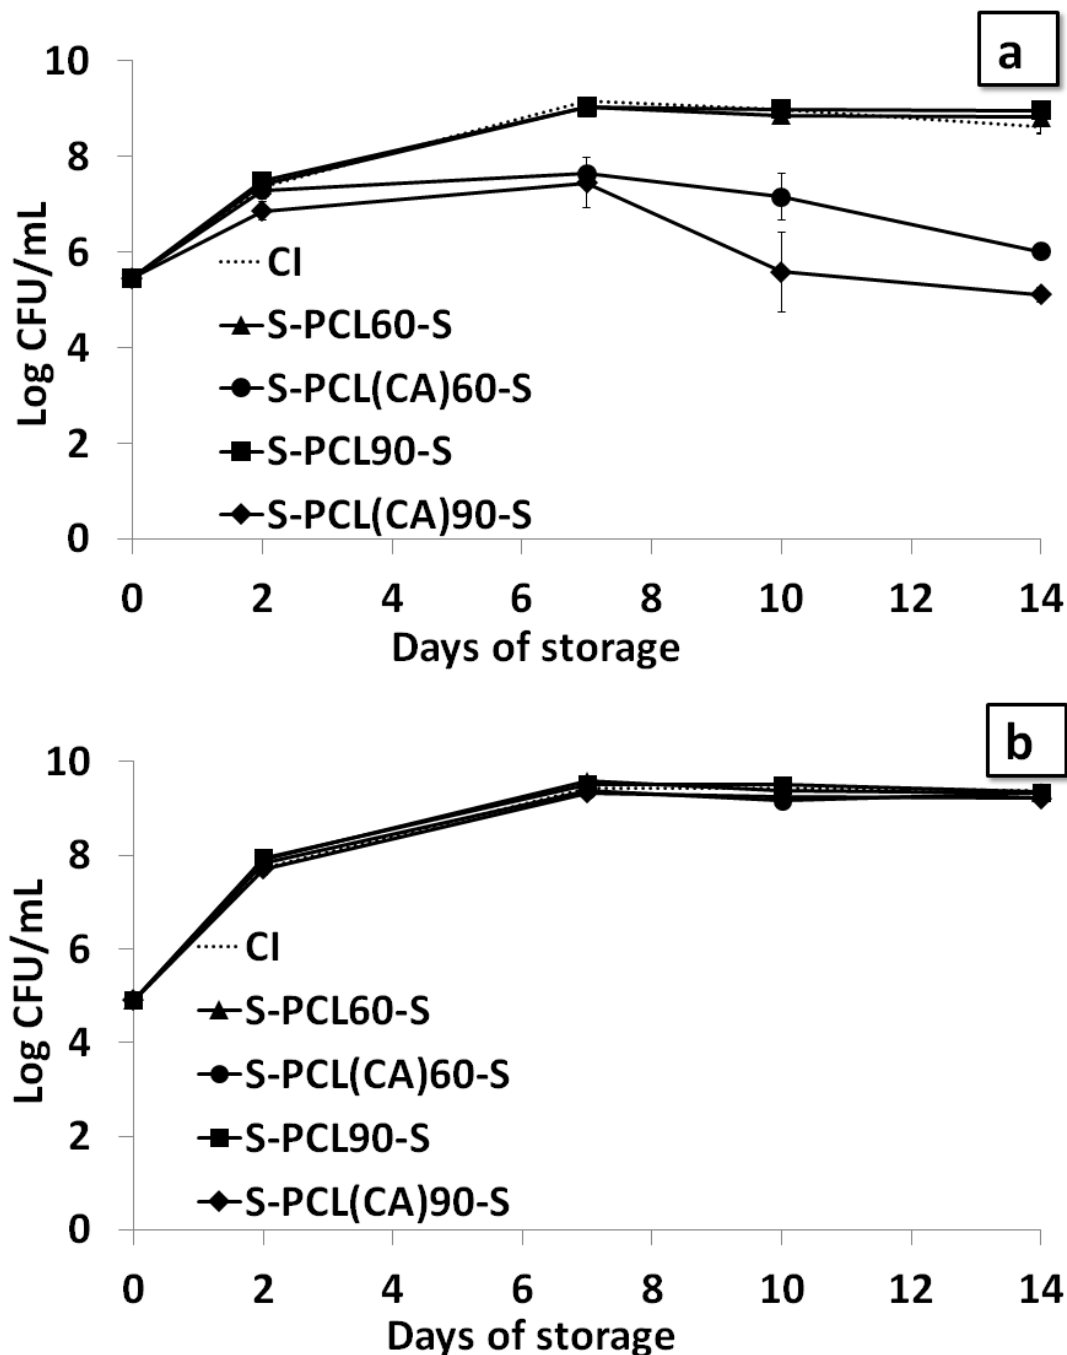 a
10
8
6
4
2
0
Log CFU/mL
CI
S-PCL60-S
S-PCL(CA)60-S
S-PCL90-S
S-PCL(CA)90-S
0 2 4 6 8 10 12 14
Days of storage
b
10
8
6
4
2
0
Log CFU/mL
CI
S-PCL60-S
S-PCL(CA)60-S
S-PCL90-S
S-PCL(CA)90-S
0 2 4 6 8 10 12 14
Days of storage